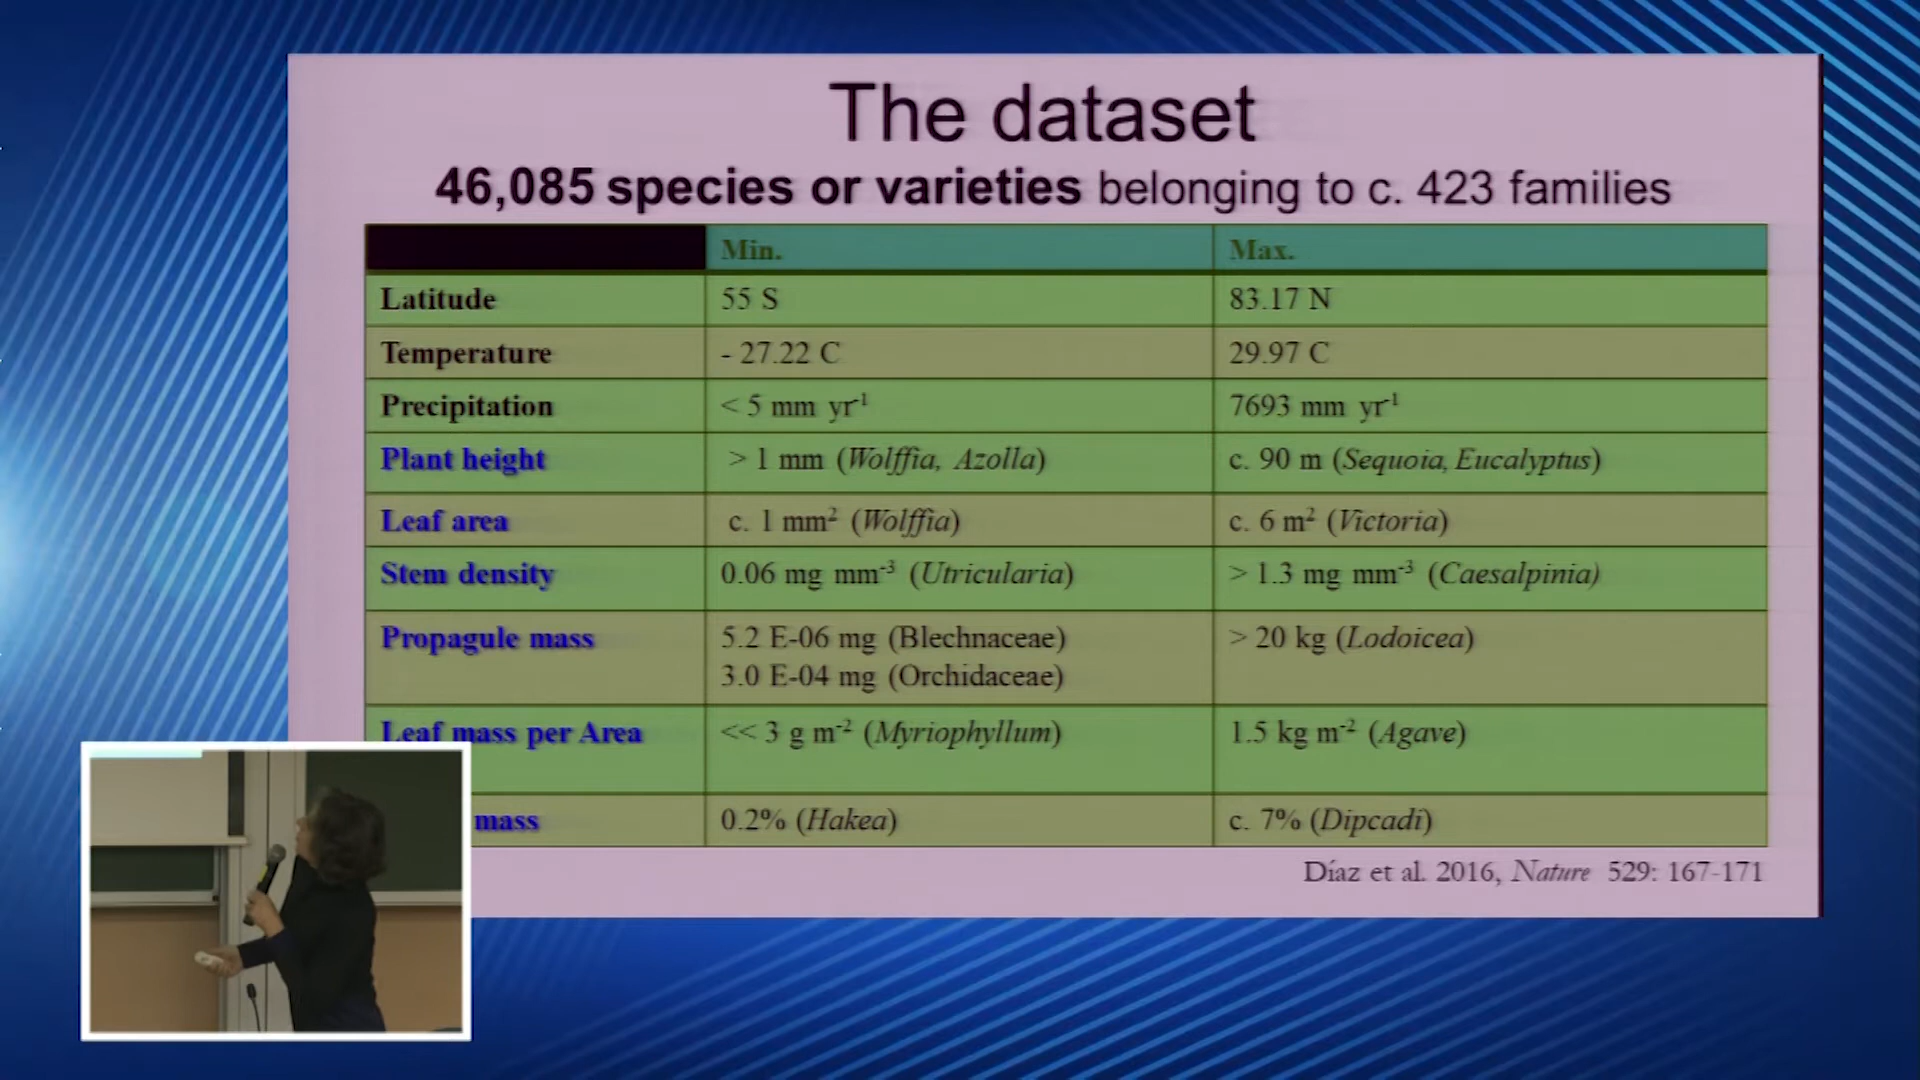 The dataset
46,085 species or varieties belonging to c. 423 families
Min. Max.
Latitude 55 S 83.17 N
Temperature - 27.22 C 29.97 C
Precipitation < 5 mm yr⁻¹ 7693 mm yr⁻¹
Plant height > 1 mm (Wolffia, Azolla) c. 90 m (Sequoia, Eucalyptus)
Leaf area c. 1 mm² (Wolffia) c. 6 m² (Victoria)
Stem density 0.06 mg mm⁻³ (Utricularia) > 1.3 mg mm⁻³ (Caesalpinia)
Propagule mass 5.2 E-06 mg (Blechnaceae) > 20 kg (Lodoicea)
3.0 E-04 mg (Orchidaceae)
Leaf mass per Area << 3 g m⁻² (Myriophyllum) 1.5 kg m⁻² (Agave)
mass 0.2% (Hakea) c. 7% (Dipcadi)
Díaz et al. 2016, Nature 529: 167-171